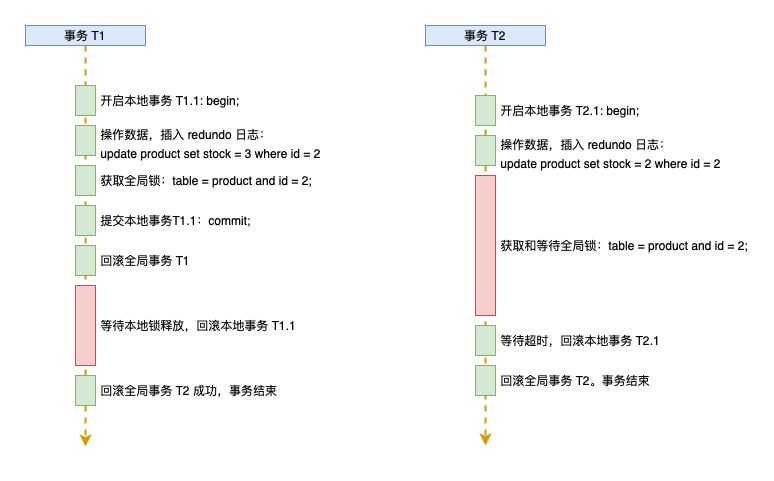 事务 T1
开启本地事务 T1.1: begin;
操作数据，插入 redundo 日志：
update product set stock = 3 where id = 2
获取全局锁：table = product and id = 2;
提交本地事务T1.1：commit;
回滚全局事务 T1
等待本地锁释放，回滚本地事务 T1.1
回滚全局事务 T2 成功，事务结束
事务 T2
开启本地事务 T2.1: begin;
操作数据，插入 redundo 日志：
update product set stock = 2 where id = 2
获取和等待全局锁：table = product and id = 2;
等待超时，回滚本地事务 T2.1
回滚全局事务 T2。事务结束